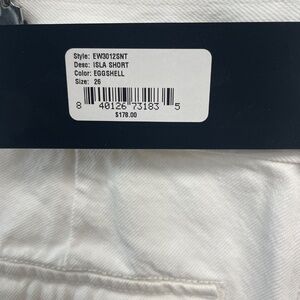 Style: EW3012SNT
Desc: ISLA SHORT
Color: EGGSHELL
Size: 26
8 40126 73183 5
$178.00